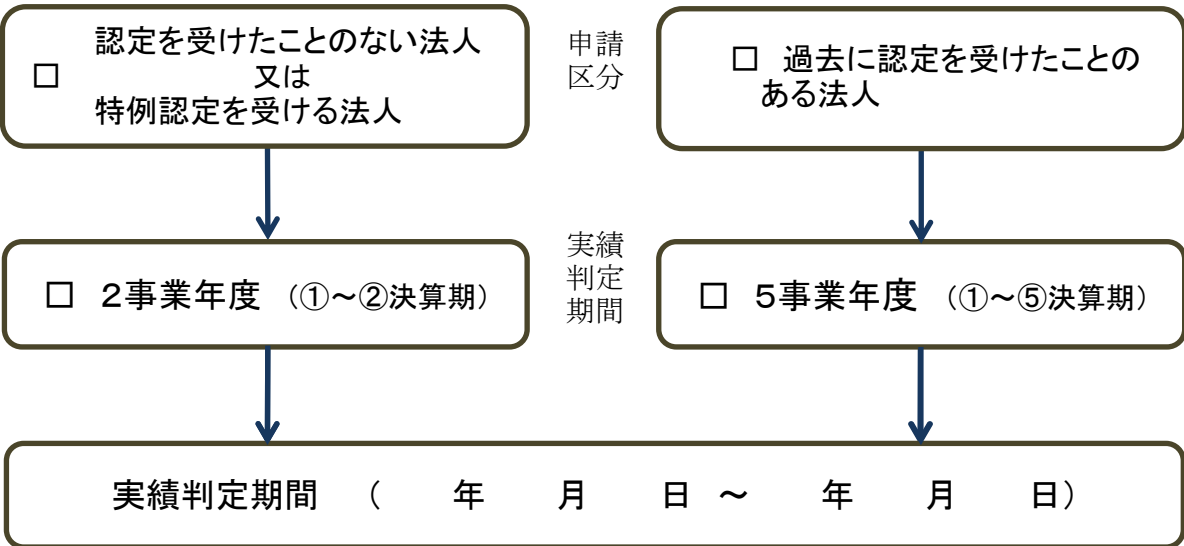 認定を受けたことのない法人
□ 又は
特例認定を受ける法人
申請
区分
□ 過去に認定を受けたことの
ある法人
□ 2事業年度 (①～②決算期)
実績
判定
期間
□ 5事業年度 (①～⑤決算期)
実績判定期間 ( 年 月 日 ～ 年 月 日)